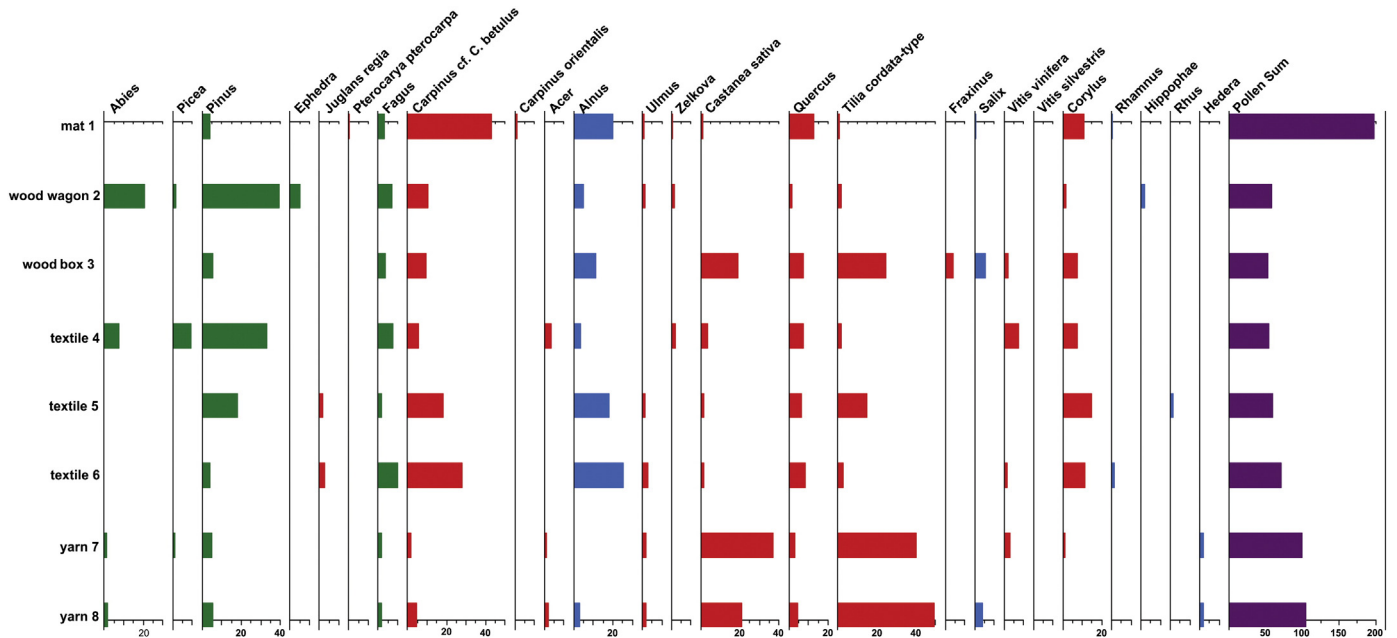 Abies
Picea
Pinus
Ephedra
Juglans regia
Pterocarya pterocarpa
Fagus
Carpinus cf. C. betulus
Carpinus orientalis
Acer
Alnus
Ulmus
Zelkova
Castanea sativa
Quercus
Tilia cordata-type
Fraxinus
Salix
Vitis vinifera
Vitis silvestris
Corylus
Rhamnus
Hippophae
Rhus
Hedera
Pollen Sum
mat 1
wood wagon 2
wood box 3
textile 4
textile 5
textile 6
yarn 7
yarn 8
20 20 40 20 40 20 20 40 20 20 40 20 50 100 150 200